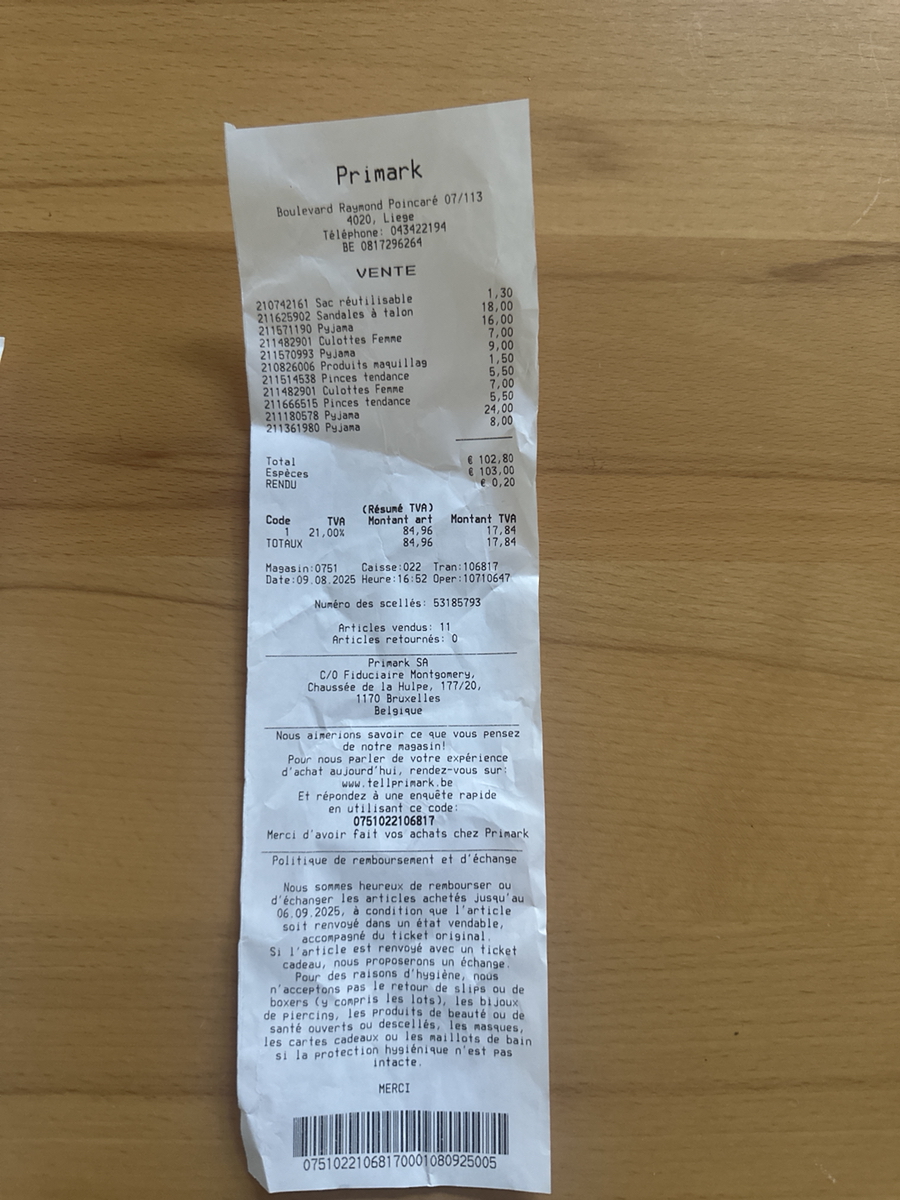 Primark
Boulevard Raymond Poincaré 07/113
4020, Liege
Téléphone: 043422194
BE 0817296264
VENTE
210742161 Sac réutilisable 1,30
211625902 Sandales à talon 18,00
211571190 Pyjama 16,00
211482901 Culottes Femme 7,00
211570993 Pyjama 9,00
210826006 Produits maquillag 1,50
211514538 Pinces tendance 5,50
211482901 Culottes Femme 7,00
211666515 Pinces tendance 5,50
211180578 Pyjama 24,00
211361980 Pyjama 8,00
Total € 102,80
Espèces € 103,00
RENDU € 0,20
(Résumé TVA)
Code TVA Montant art Montant TVA
1 21,00% 84,96 17,84
TOTAUX 84,96 17,84
Magasin:0751 Caisse:022 Tran:106817
Date:09.08.2025 Heure:16:52 Oper:10710647
Numéro des scellés: 53185793
Articles vendus: 11
Articles retournés: 0
Primark SA
C/O Fiduciaire Montgomery,
Chaussée de la Hulpe, 177/20,
1170 Bruxelles
Belgique
Nous aimerions savoir ce que vous pensez
de notre magasin!
Pour nous parler de votre expérience
d'achat aujourd'hui, rendez-vous sur:
www.tellprimark.be
Et répondez à une enquête rapide
en utilisant ce code:
0751022106817
Merci d'avoir fait vos achats chez Primark
Politique de remboursement et d'échange
Nous sommes heureux de rembourser ou
d'échanger les articles achetés jusqu'au
06.09.2025, à condition que l'article
soit renvoyé dans un état vendable,
accompagné du ticket original.
Si l'article est renvoyé avec un ticket
cadeau, nous proposerons un échange.
Pour des raisons d'hygiène, nous
n'acceptons pas le retour de slips ou de
boxers (y compris les lots), les bijoux
de piercing, les produits de beauté ou de
santé ouverts ou descellés, les masques,
les cartes cadeaux ou les maillots de bain
si la protection hygiénique n'est pas
intacte.
MERCI
07510221068170001080925005